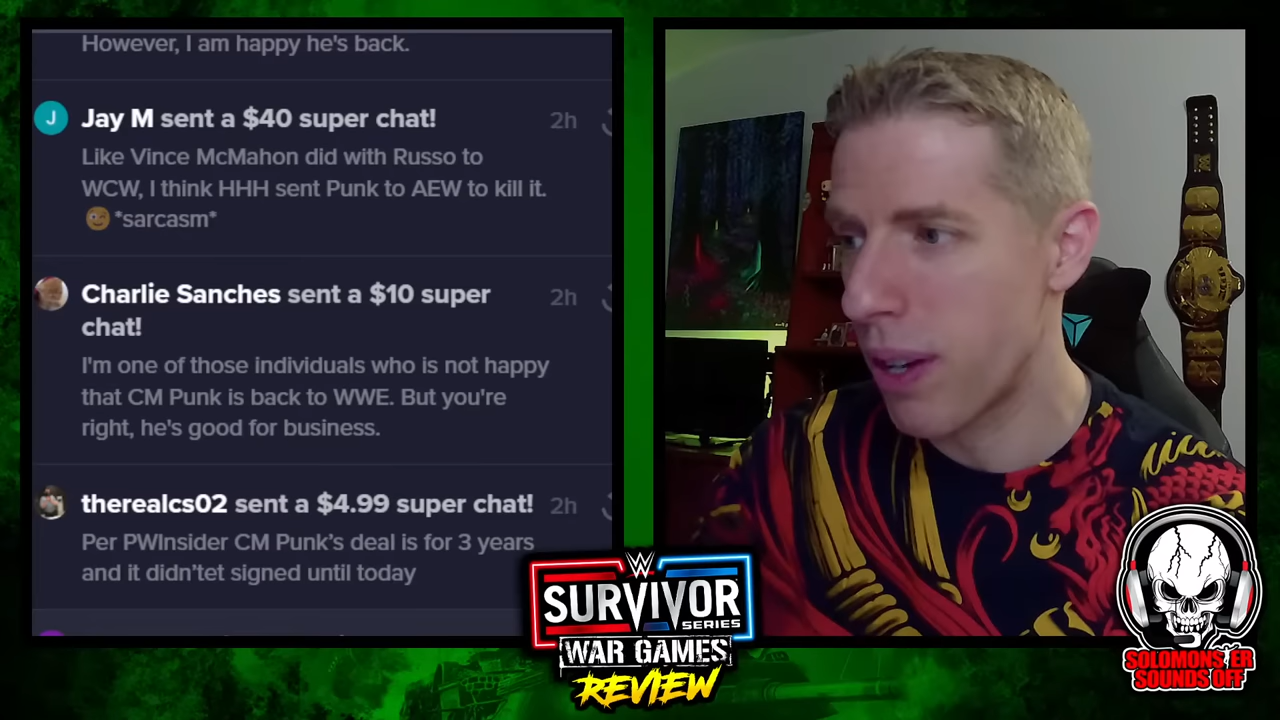 However, I am happy he's back.
J
Jay M sent a $40 super chat!
2h
Like Vince McMahon did with Russo to
WCW, I think HHH sent Punk to AEW to kill it.
😉*sarcasm*
Charlie Sanches sent a $10 super
chat!
2h
I'm one of those individuals who is not happy
that CM Punk is back to WWE. But you're
right, he's good for business.
therealcs02 sent a $4.99 super chat!
2h
Per PWInsider CM Punk's deal is for 3 years
and it didn'tet signed until today
W
SURVIVOR
SERIES
WAR GAMES
REVIEW
SOLOMONSTER
SOUNDS OFF